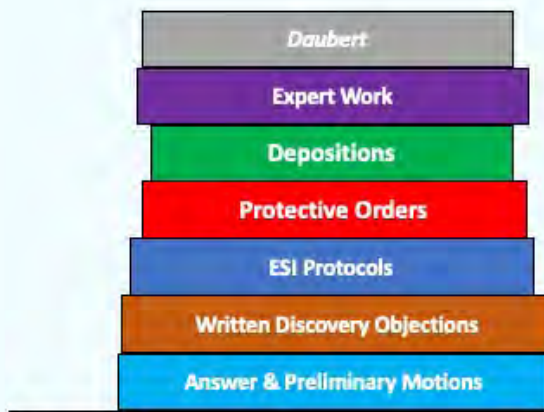 Daubert
Expert Work
Depositions
Protective Orders
ESI Protocols
Written Discovery Objections
Answer & Preliminary Motions